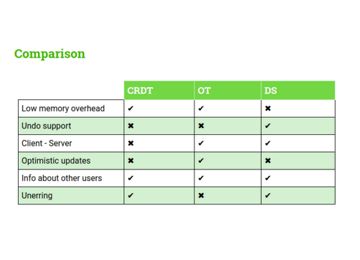 Comparison
CRDT OT DS
Low memory overhead ✔ ✔ ✖
Undo support ✖ ✖ ✔
Client - Server ✖ ✔ ✔
Optimistic updates ✖ ✔ ✖
Info about other users ✔ ✔ ✔
Unerring ✔ ✖ ✔